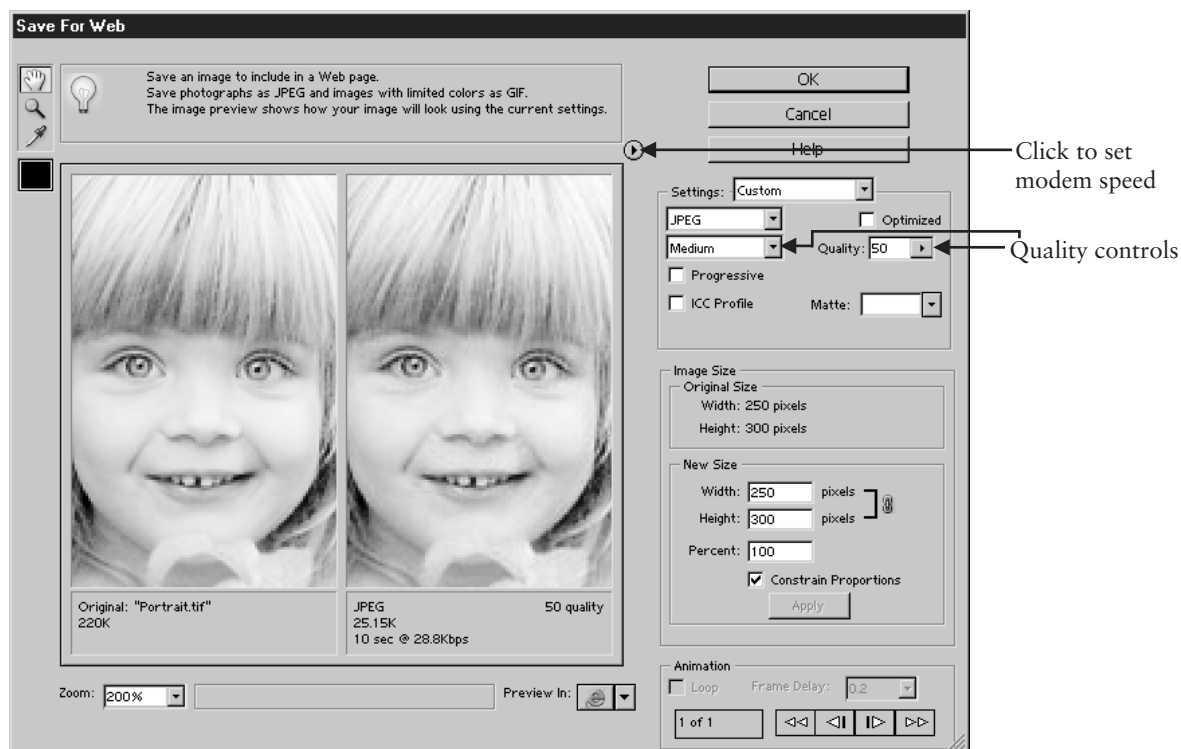 Save For Web
Save an image to include in a Web page.
Save photographs as JPEG and images with limited colors as GIF.
The image preview shows how your image will look using the current settings.
OK
Cancel
Help
Click to set
modem speed
Settings: Custom
JPEG
Optimized
Medium
Quality: 50
Quality controls
Progressive
ICC Profile
Matte:
Image Size
Original Size
Width: 250 pixels
Height: 300 pixels
New Size
Width: 250 pixels
Height: 300 pixels
Percent: 100
Constrain Proportions
Apply
Original: "Portrait.tif"
220K
JPEG
50 quality
25.15K
10 sec @ 28.8Kbps
Zoom: 200%
Preview In:
Animation
Loop
Frame Delay: 0.2
1 of 1